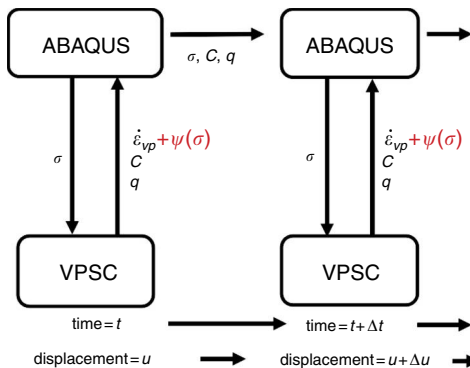 ABAQUS
ABAQUS
σ, C, q
σ
ε̇vp+ψ(σ)
C
q
σ
ε̇vp+ψ(σ)
C
q
VPSC
VPSC
time=t
time=t+Δt
displacement=u
displacement=u+Δu